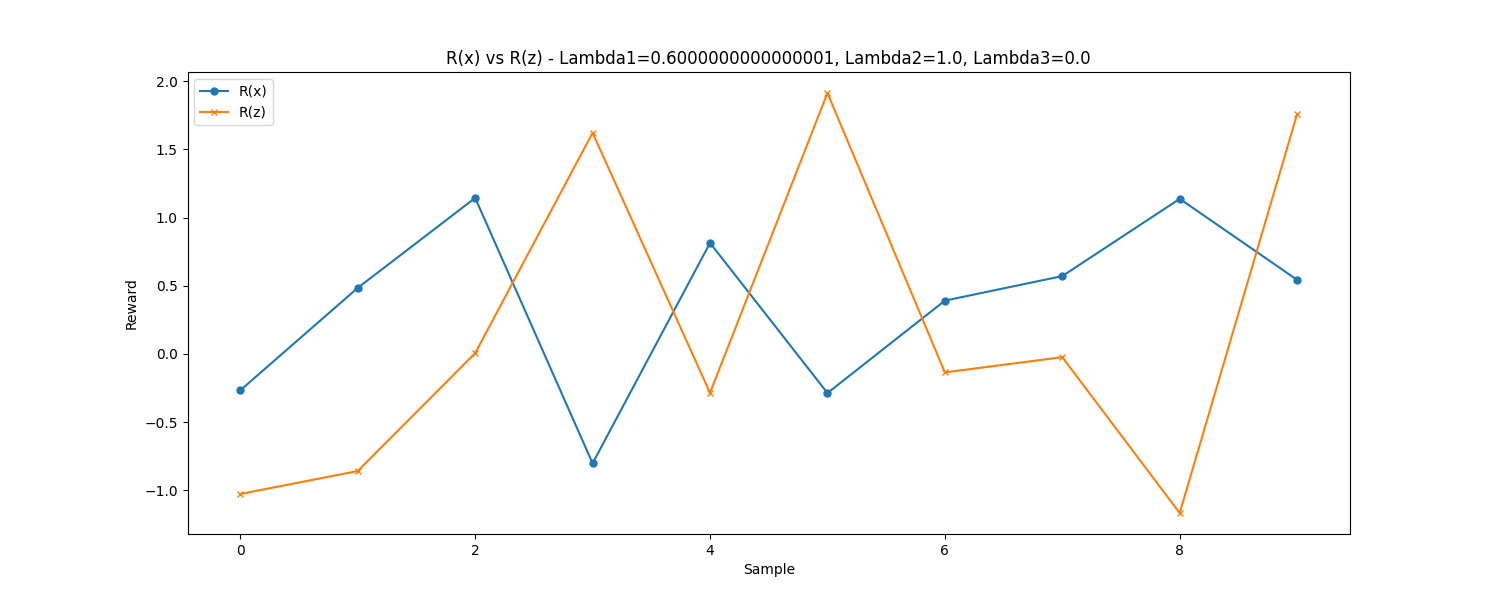 R(x) vs R(z) - Lambda1=0.6000000000000001, Lambda2=1.0, Lambda3=0.0
R(x)
R(z)
2.0
1.5
1.0
0.5
0.0
−0.5
−1.0
Reward
0 2 4 6 8
Sample